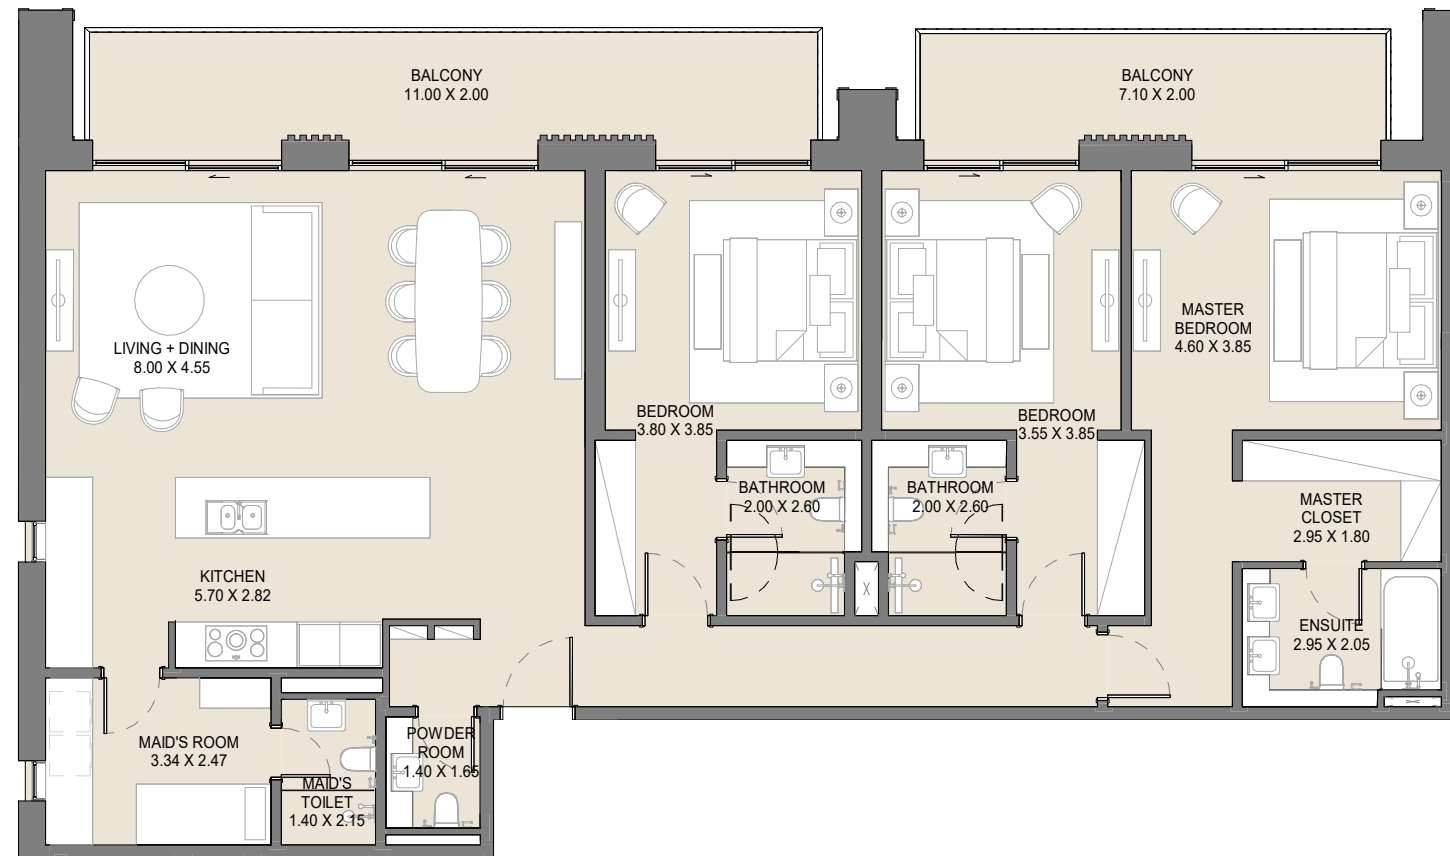 BALCONY
11.00 X 2.00
BALCONY
7.10 X 2.00
LIVING + DINING
8.00 X 4.55
MASTER
BEDROOM
4.60 X 3.85
BEDROOM
3.80 X 3.85
BEDROOM
3.55 X 3.85
BATHROOM
2.00 X 2.60
BATHROOM
2.00 X 2.60
MASTER
CLOSET
2.95 X 1.80
KITCHEN
5.70 X 2.82
ENSUITE
2.95 X 2.05
MAID'S ROOM
3.34 X 2.47
POWDER
ROOM
1.40 X 1.65
MAID'S
TOILET
1.40 X 2.15